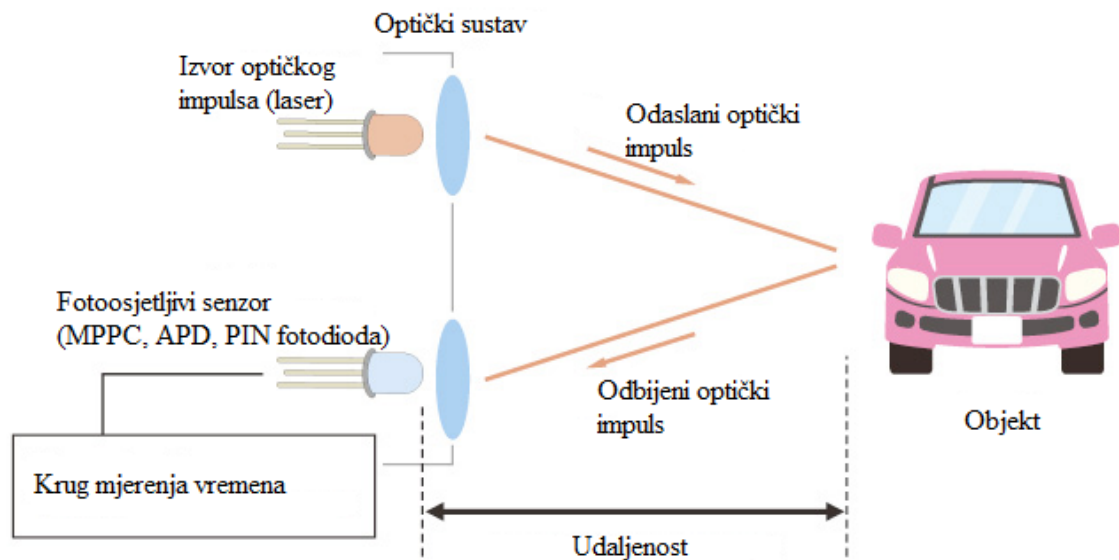 Optički sustav
Izvor optičkog
impulsa (laser)
Odaslani optički
impuls
Fotoosjetljivi senzor
(MPPC, APD, PIN fotodioda)
Odbijeni optički
impuls
Objekt
Krug mjerenja vremena
Udaljenost